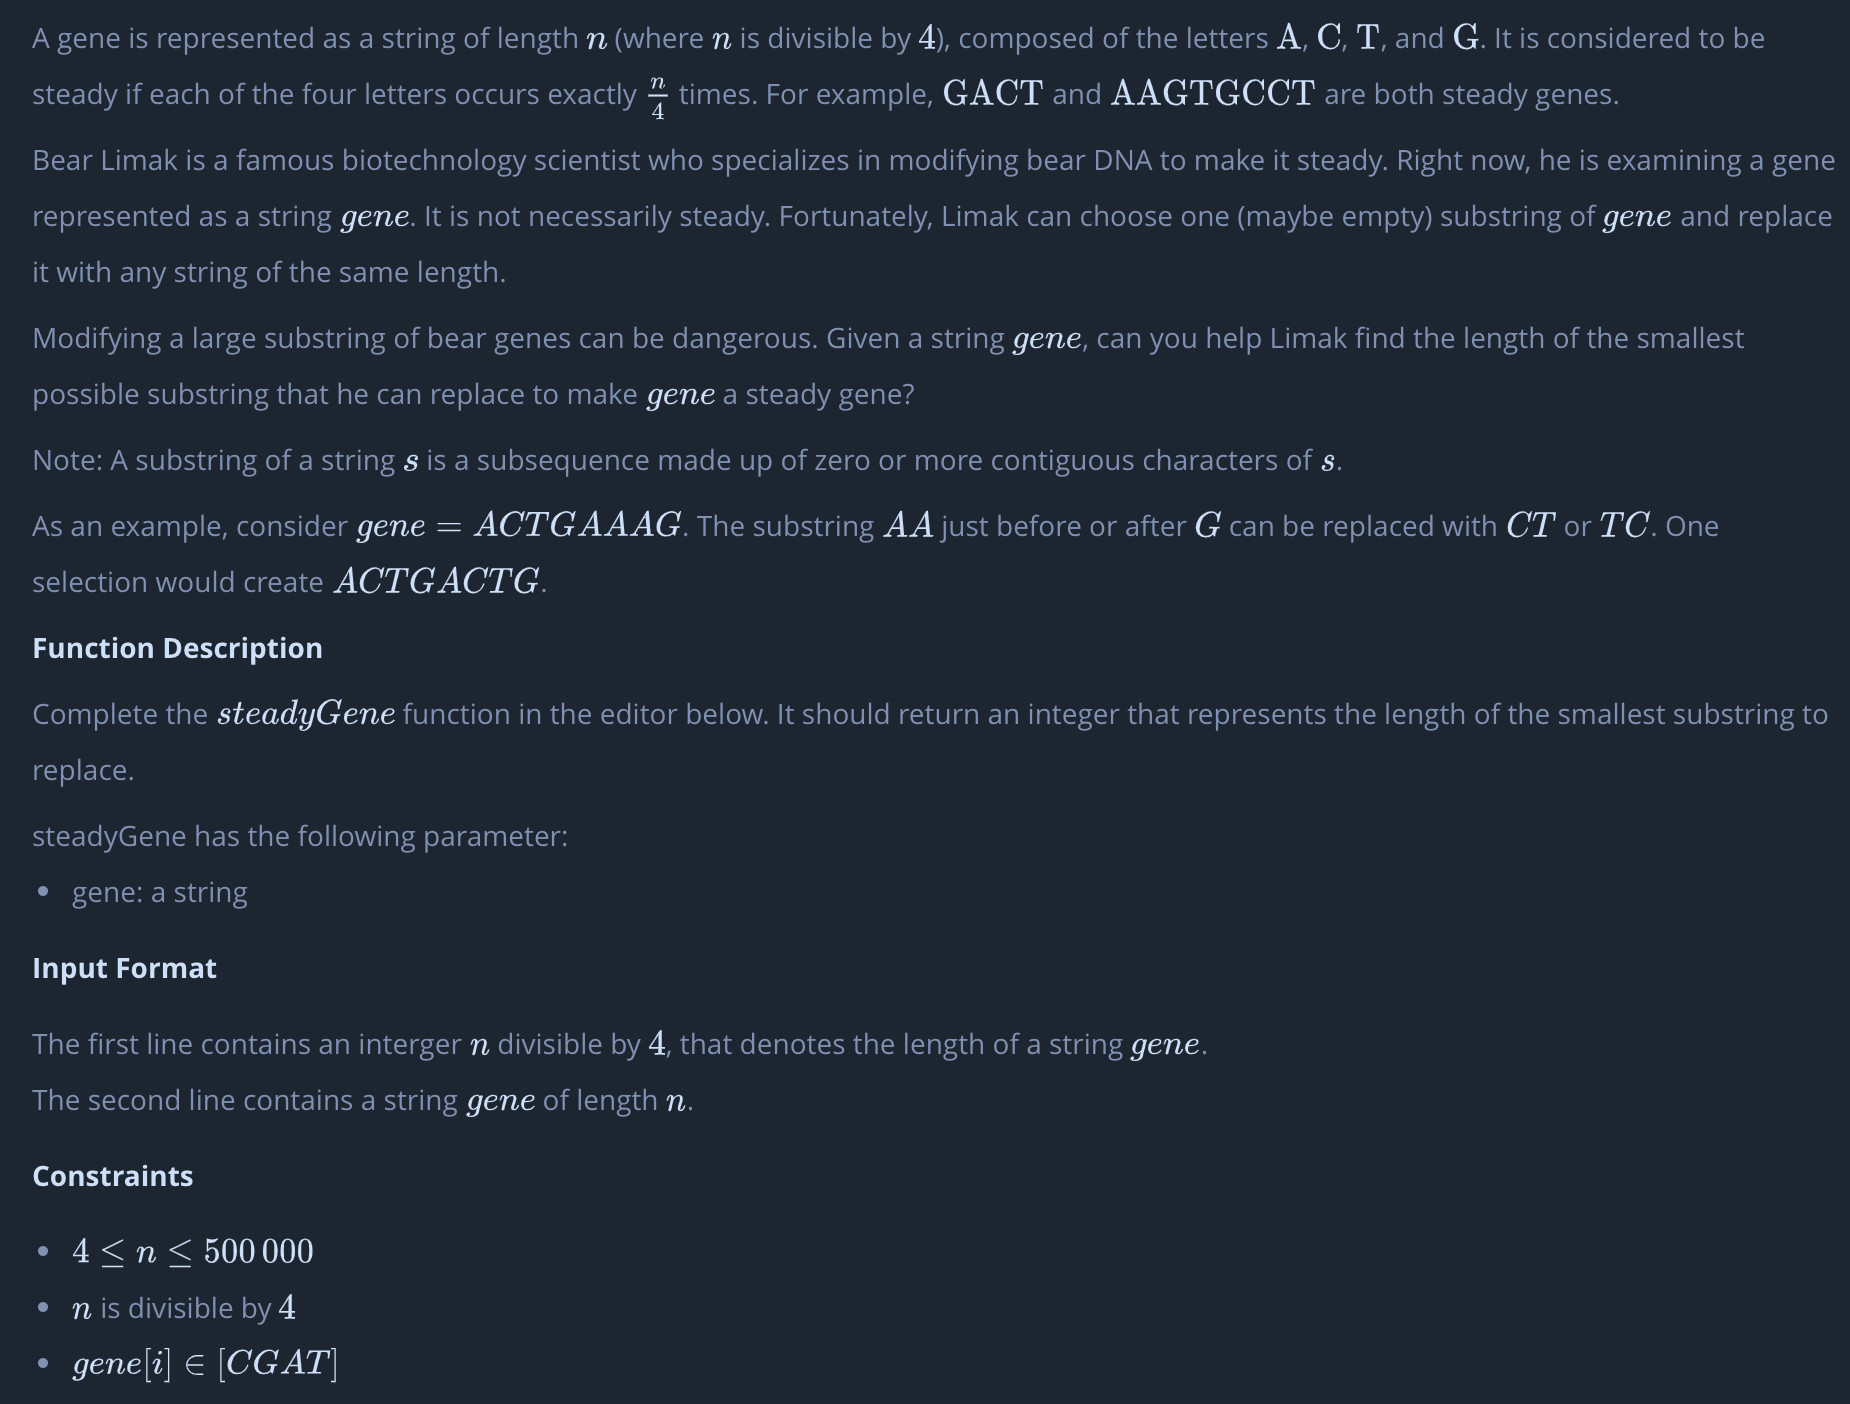 A gene is represented as a string of length n (where n is divisible by 4), composed of the letters A, C, T, and G. It is considered to be
steady if each of the four letters occurs exactly n/4 times. For example, GACT and AAGTGCCT are both steady genes.
Bear Limak is a famous biotechnology scientist who specializes in modifying bear DNA to make it steady. Right now, he is examining a gene
represented as a string gene. It is not necessarily steady. Fortunately, Limak can choose one (maybe empty) substring of gene and replace
it with any string of the same length.
Modifying a large substring of bear genes can be dangerous. Given a string gene, can you help Limak find the length of the smallest
possible substring that he can replace to make gene a steady gene?
Note: A substring of a string s is a subsequence made up of zero or more contiguous characters of s.
As an example, consider gene = ACTGAAAG. The substring AA just before or after G can be replaced with CT or TC. One
selection would create ACTGACTG.
Function Description
Complete the steadyGene function in the editor below. It should return an integer that represents the length of the smallest substring to
replace.
steadyGene has the following parameter:
• gene: a string
Input Format
The first line contains an interger n divisible by 4, that denotes the length of a string gene.
The second line contains a string gene of length n.
Constraints
• 4 ≤ n ≤ 500 000
• n is divisible by 4
• gene[i] ∈ [CGAT]